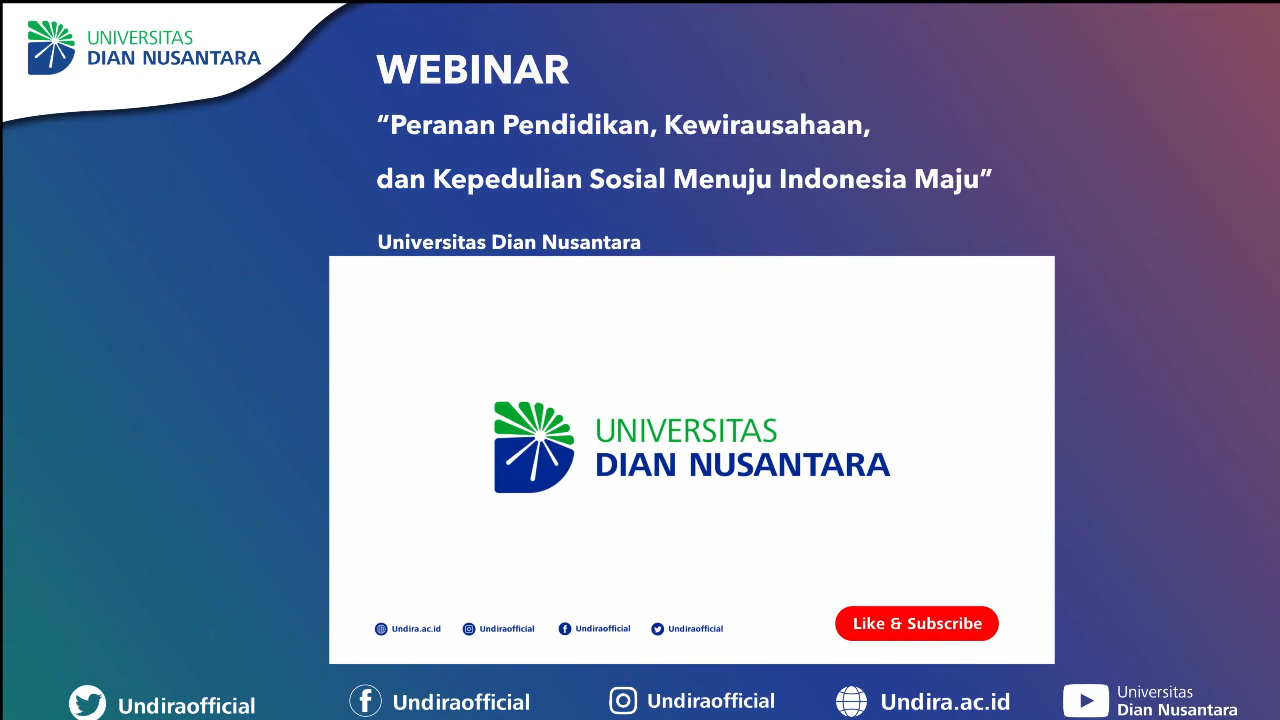 UNIVERSITAS
DIAN NUSANTARA
WEBINAR
“Peranan Pendidikan, Kewirausahaan,
dan Kepedulian Sosial Menuju Indonesia Maju”
Universitas Dian Nusantara
UNIVERSITAS
DIAN NUSANTARA
Undira.ac.id Undiraofficial Undiraofficial Undiraofficial
Like & Subscribe
Undiraofficial Undiraofficial Undiraofficial Undira.ac.id Universitas
Dian Nusantara